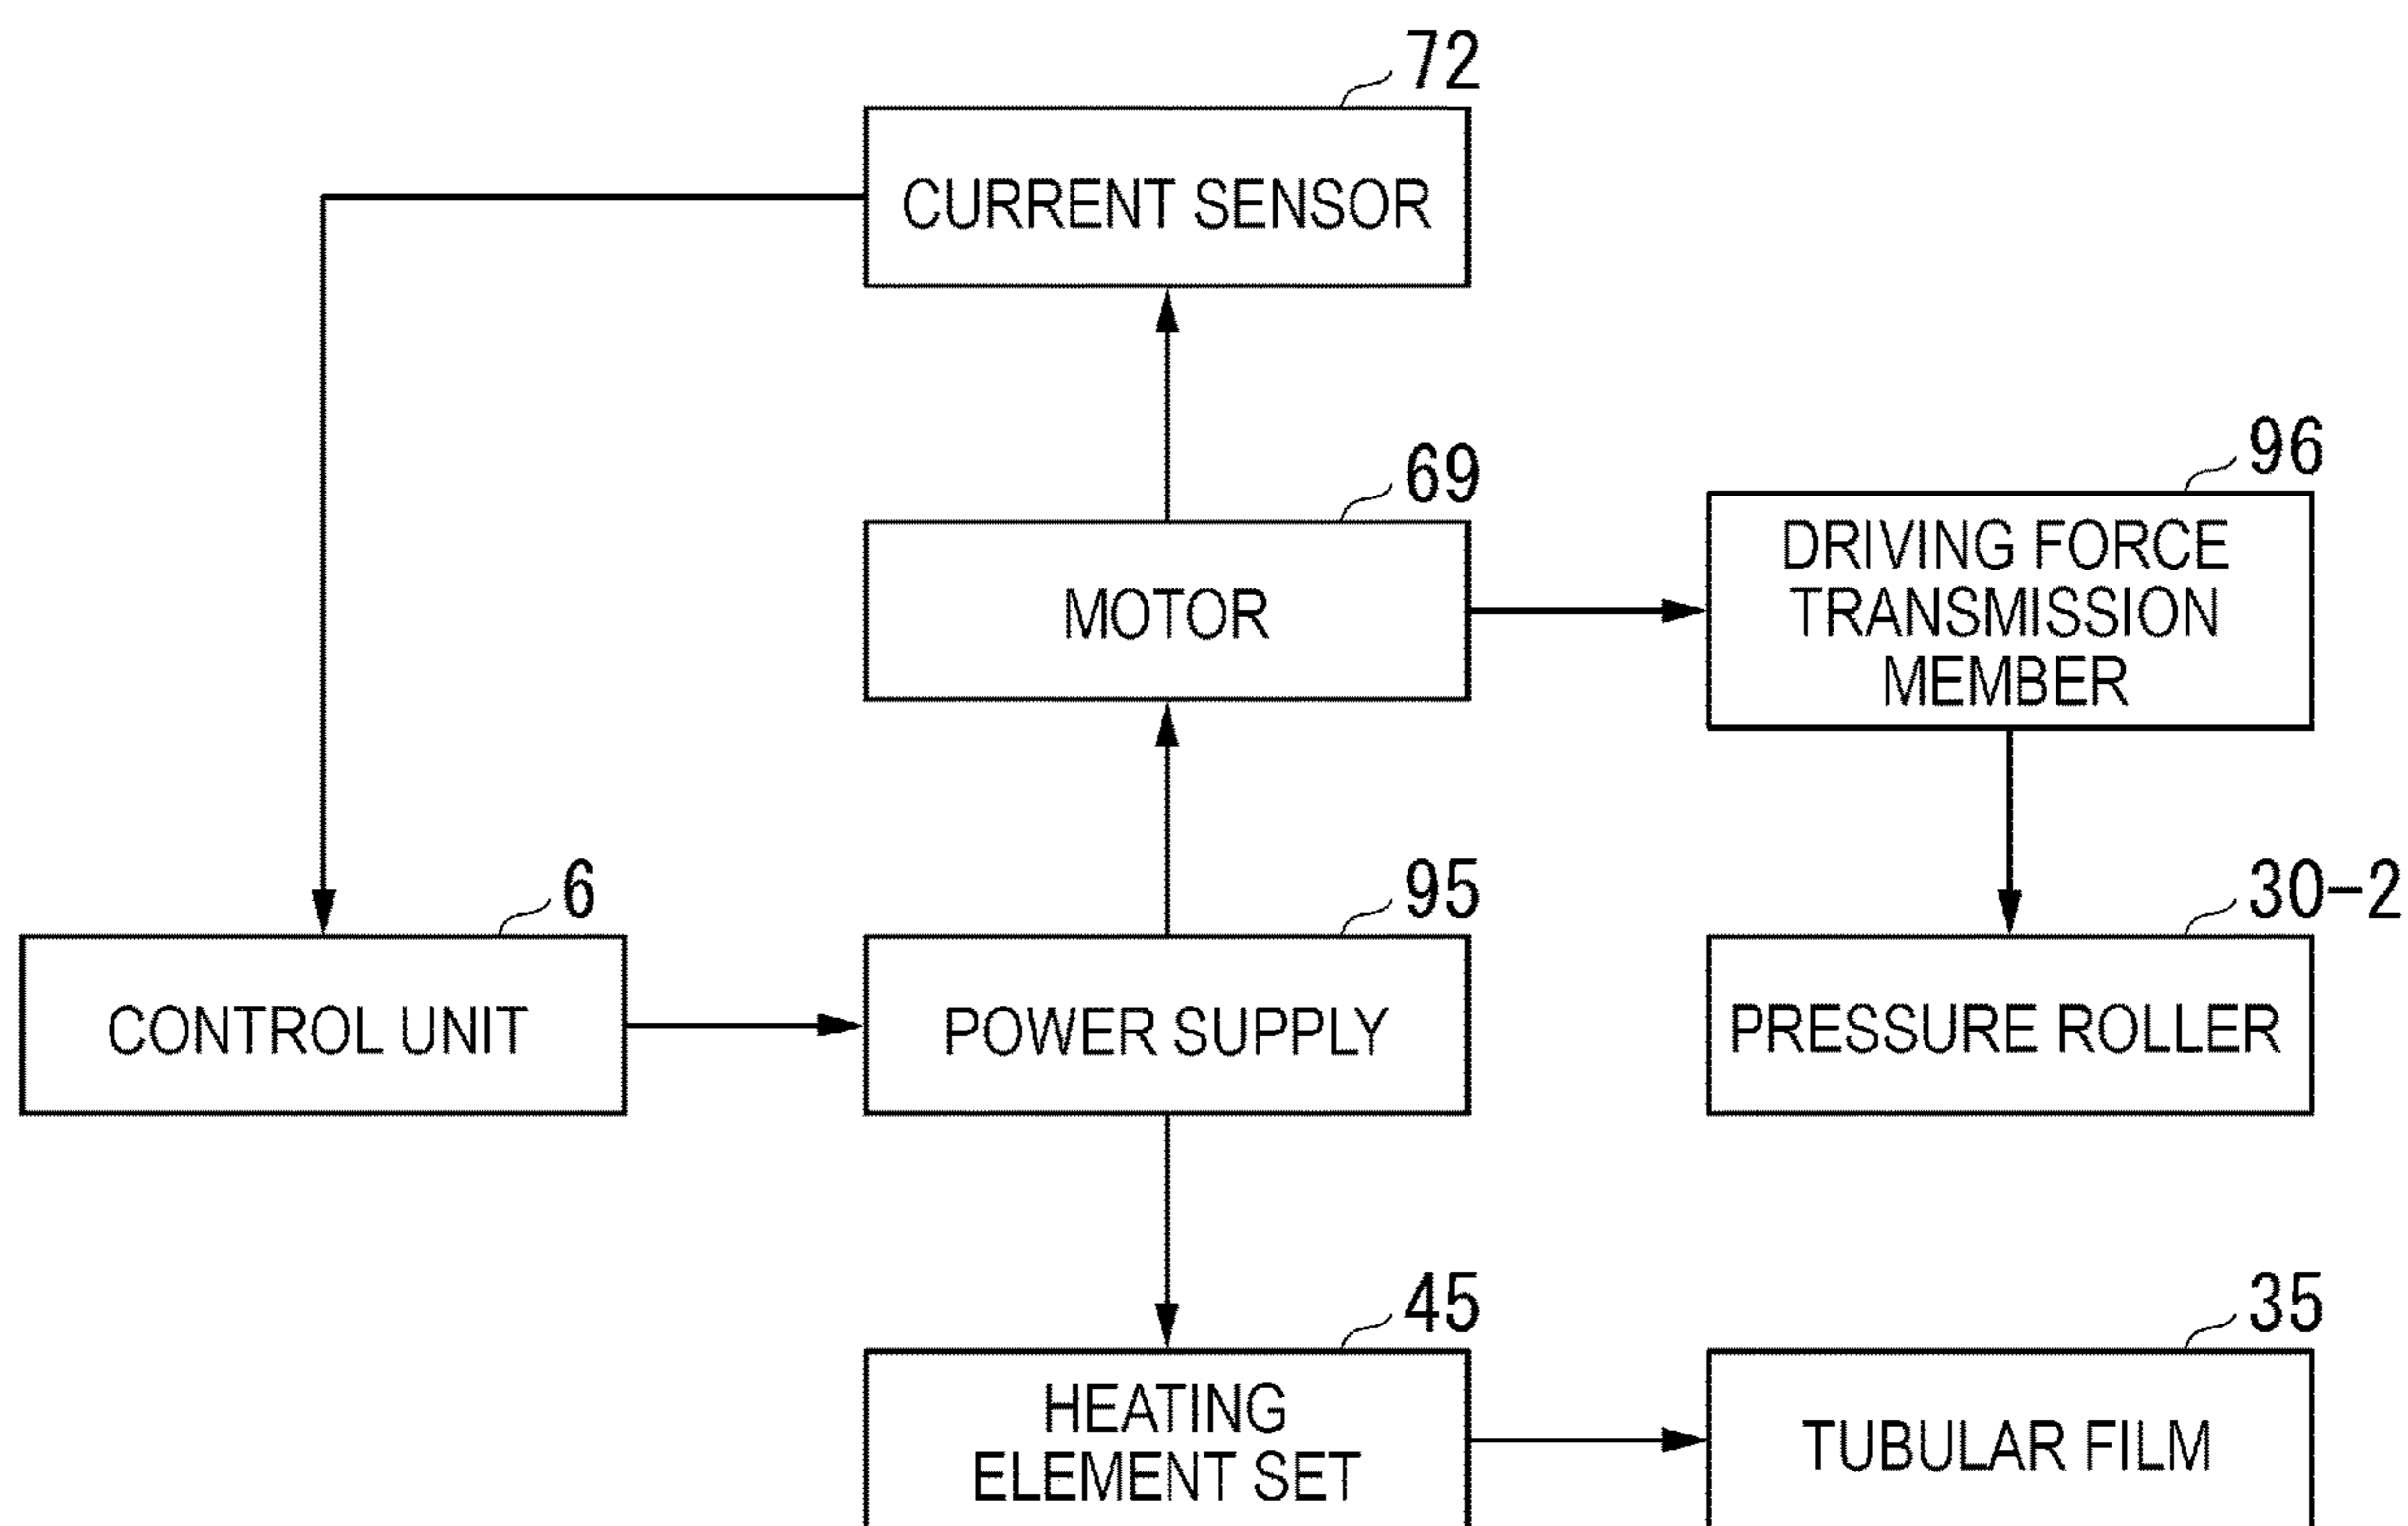 72
CURRENT SENSOR
69
MOTOR
96
DRIVING FORCE
TRANSMISSION
MEMBER
6
CONTROL UNIT
95
POWER SUPPLY
30-2
PRESSURE ROLLER
45
HEATING
ELEMENT SET
35
TUBULAR FILM